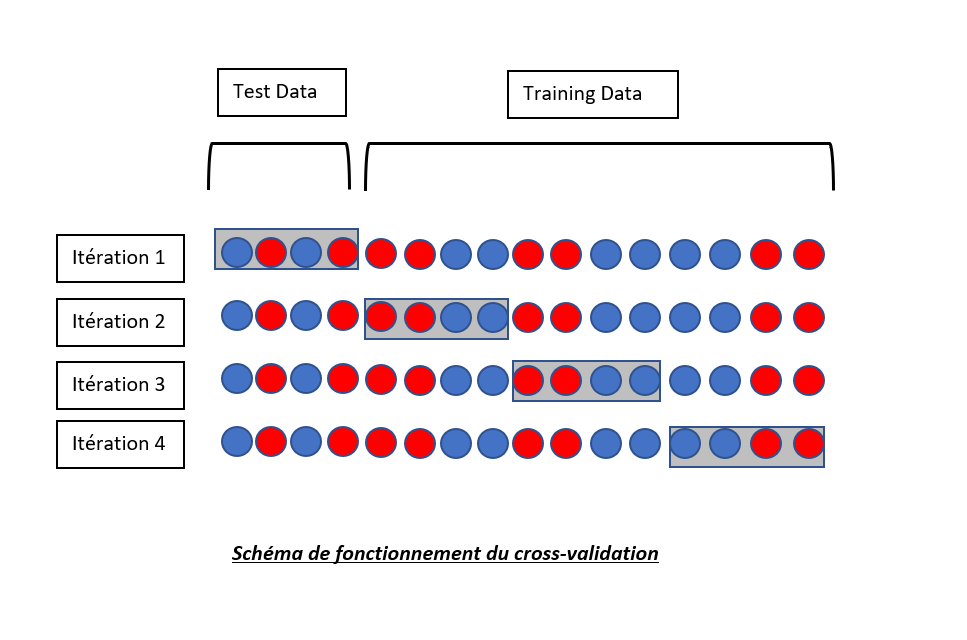 Test Data
Training Data
Itération 1
Itération 2
Itération 3
Itération 4
Schéma de fonctionnement du cross-validation